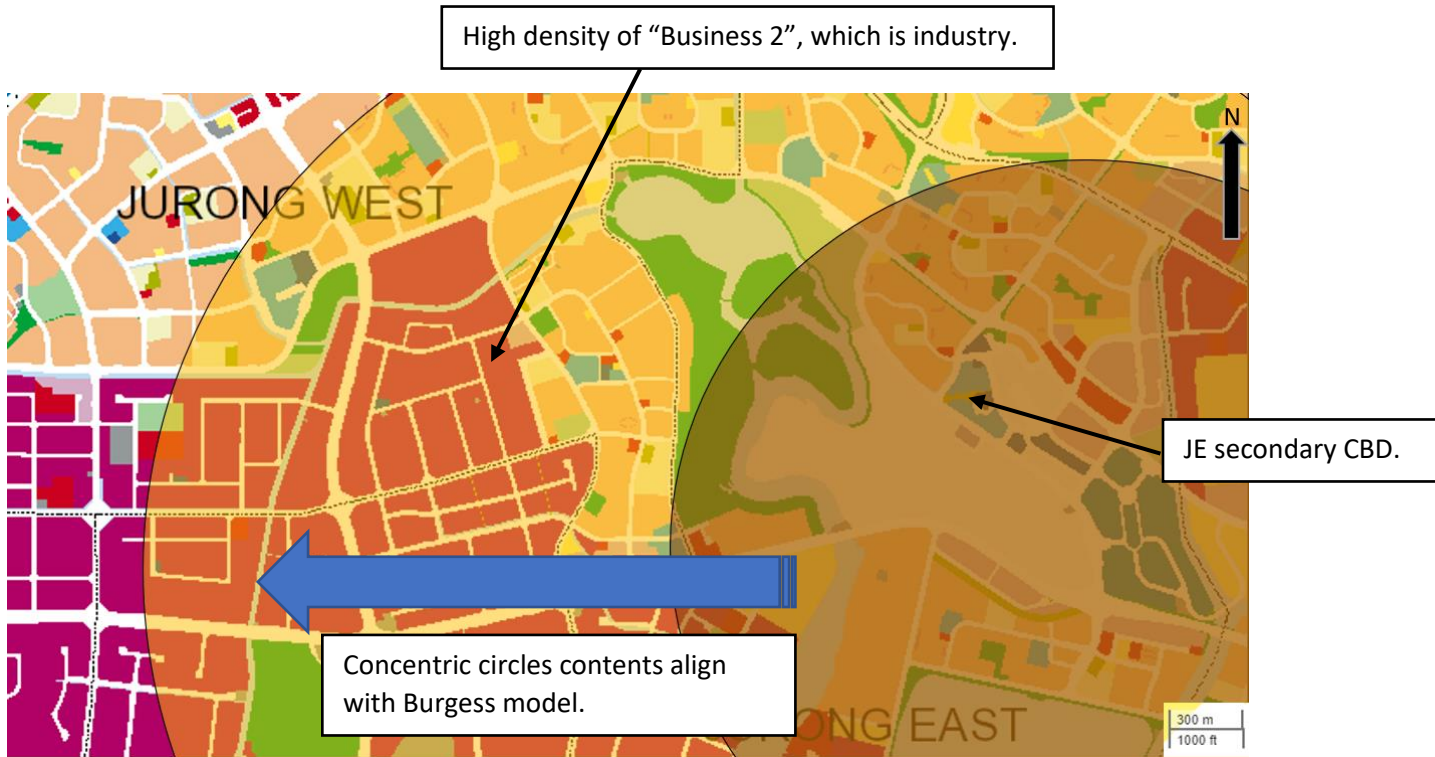 High density of “Business 2”, which is industry.
N
JURONG WEST
JE secondary CBD.
Concentric circles contents align
with Burgess model.
EAST
300 m
1000 ft